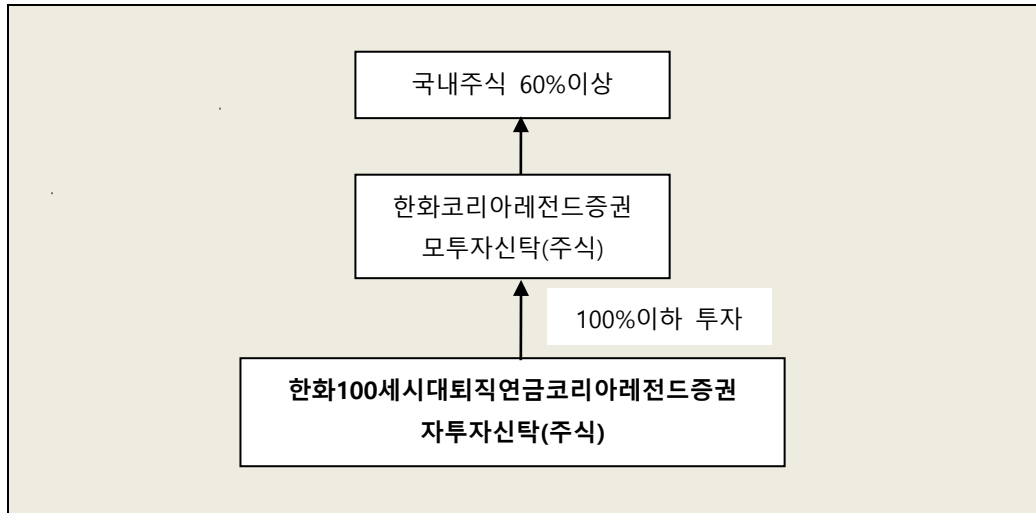 국내주식 60%이상
한화코리아레전드증권
모투자신탁(주식)
100%이하 투자
한화100세시대퇴직연금코리아레전드증권
자투자신탁(주식)